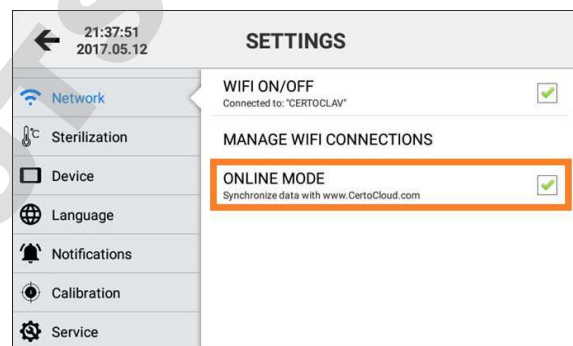 21:37:51
2017.05.12
SETTINGS
Network
Sterilization
Device
Language
Notifications
Calibration
Service
WIFI ON/OFF
Connected to: "CERTOCLAV"
MANAGE WIFI CONNECTIONS
ONLINE MODE
Synchronize data with www.CertoCloud.com